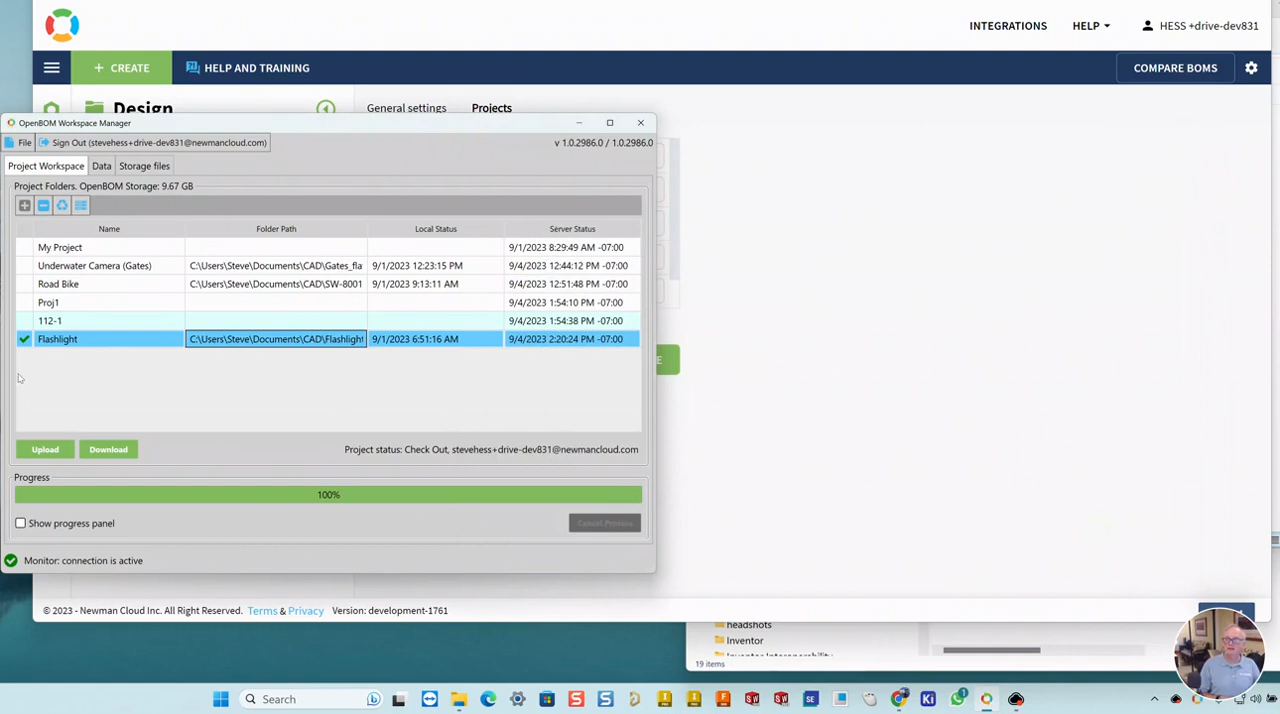 INTEGRATIONS HELP HESS +drive-dev831
+ CREATE HELP AND TRAINING COMPARE BOMS
Design General settings Projects
OpenBOM Workspace Manager
File Sign Out (stevehess+drive-dev831@newmancloud.com) v 1.0.2986.0 / 1.0.2986.0
Project Workspace Data Storage files
Project Folders. OpenBOM Storage: 9.67 GB
Name Folder Path Local Status Server Status
My Project 9/1/2023 8:29:49 AM -07:00
Underwater Camera (Gates) C:\Users\Steve\Documents\CAD\Gates_fla 9/1/2023 12:23:15 PM 9/4/2023 12:44:12 PM -07:00
Road Bike C:\Users\Steve\Documents\CAD\SW-8001 9/1/2023 9:13:11 AM 9/4/2023 12:51:48 PM -07:00
Proj1 9/4/2023 1:54:10 PM -07:00
112-1 9/4/2023 1:54:38 PM -07:00
Flashlight C:\Users\Steve\Documents\CAD\Flashlight 9/1/2023 6:51:16 AM 9/4/2023 2:20:24 PM -07:00
E
Upload Download Project status: Check Out, stevehess+drive-dev831@newmancloud.com
Progress
100%
Show progress panel Cancel Process
Monitor: connection is active
© 2023 - Newman Cloud Inc. All Right Reserved. Terms & Privacy Version: development-1761
headshots
Inventor
Inventor Interoperability
19 items
Search